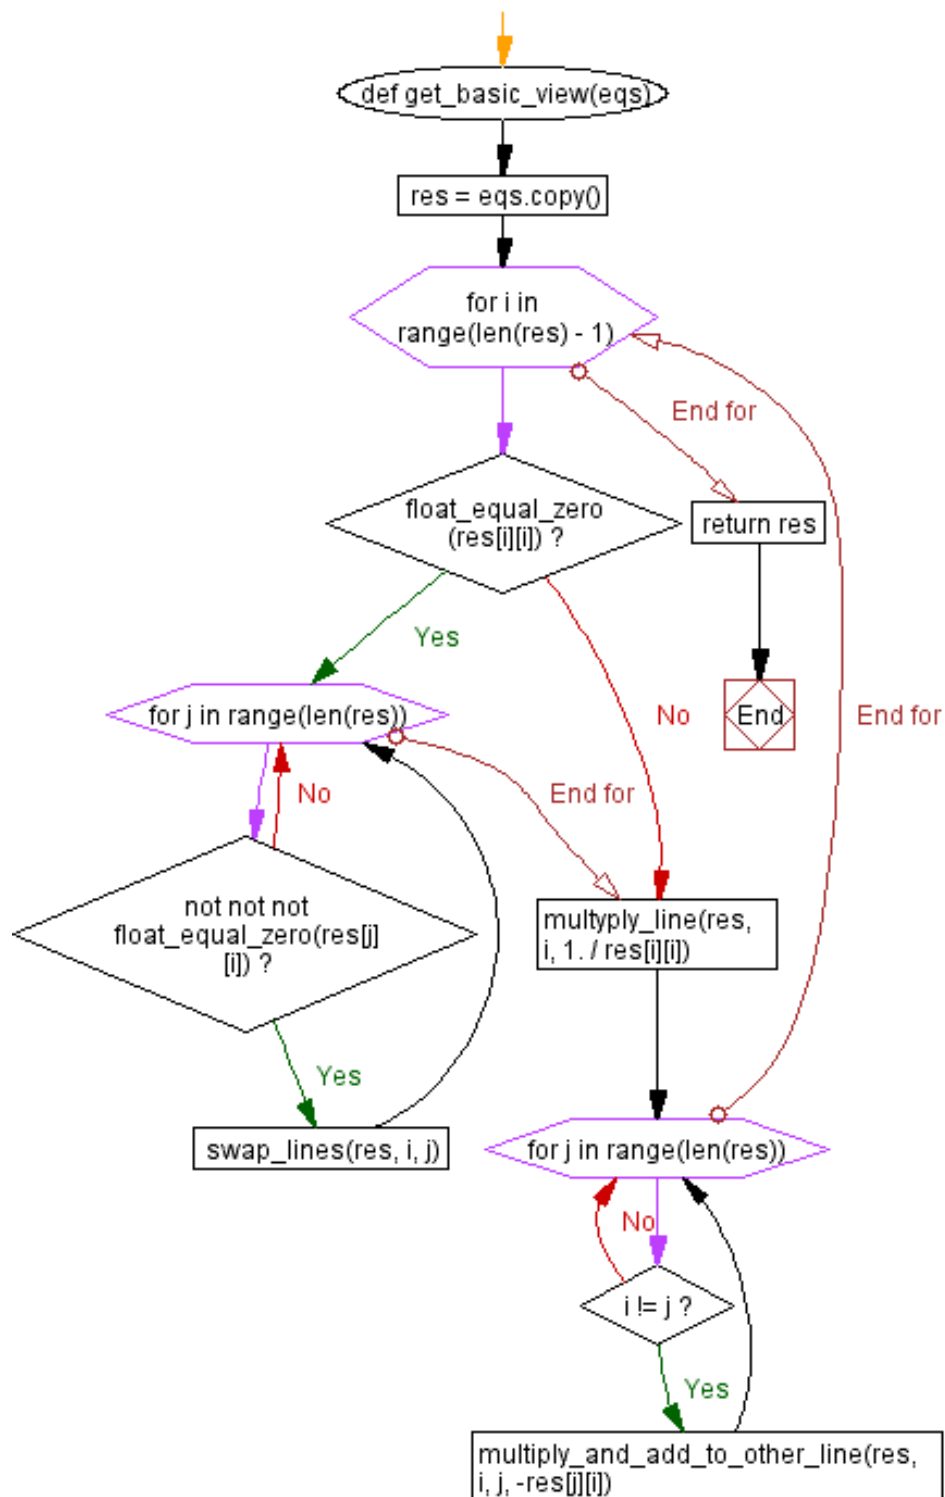 def get_basic_view(eqs)
res = eqs.copy()
for i in
range(len(res) - 1)
End for
float_equal_zero
(res[i][i]) ?
return res
Yes
No
End
End for
for j in range(len(res))
No
End for
not not not
float_equal_zero(res[j]
[i]) ?
multyply_line(res,
i, 1. / res[i][i])
Yes
swap_lines(res, i, j)
for j in range(len(res))
No
i != j ?
Yes
multiply_and_add_to_other_line(res,
i, j, -res[j][i])